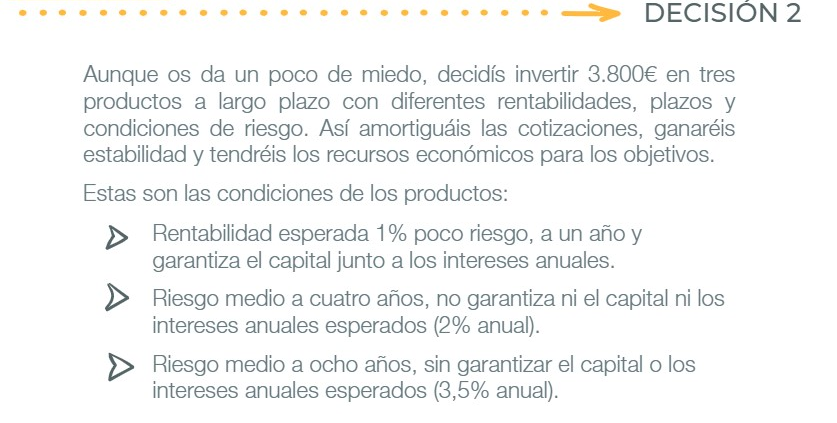 DECISIÓN 2
Aunque os da un poco de miedo, decidís invertir 3.800€ en tres
productos a largo plazo con diferentes rentabilidades, plazos y
condiciones de riesgo. Así amortiguáis las cotizaciones, ganaréis
estabilidad y tendréis los recursos económicos para los objetivos.
Estas son las condiciones de los productos:
Rentabilidad esperada 1% poco riesgo, a un año y
garantiza el capital junto a los intereses anuales.
Riesgo medio a cuatro años, no garantiza ni el capital ni los
intereses anuales esperados (2% anual).
Riesgo medio a ocho años, sin garantizar el capital o los
intereses anuales esperados (3,5% anual).